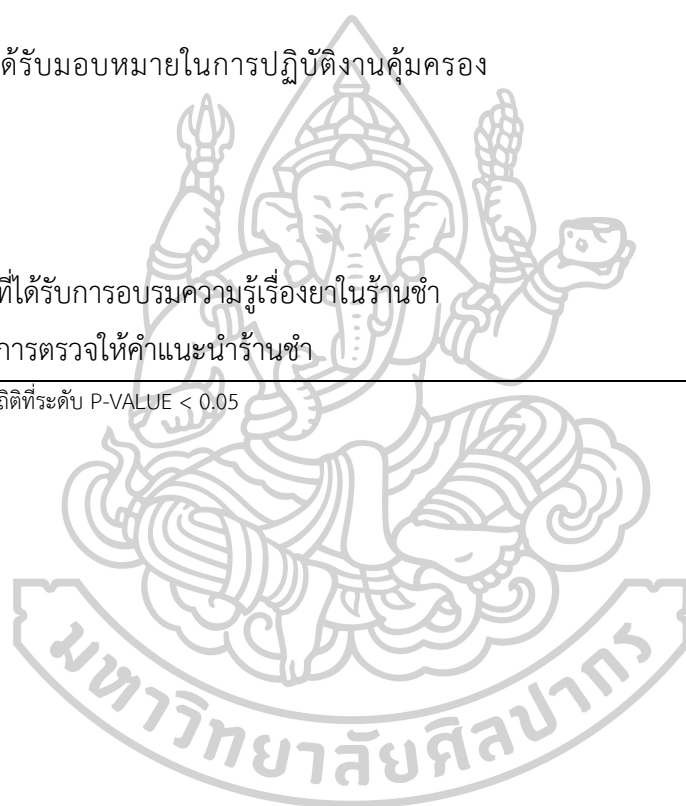 ด้รับมอบหมายในการปฏิบัติงานคุ้มครอง
ที่ได้รับการอบรมความรู้เรื่องยาในร้านชำ
การตรวจให้คำแนะนำร้านชำ
ถิติที่ระดับ P-VALUE < 0.05
มหาวิทยาลัยศิลปากร